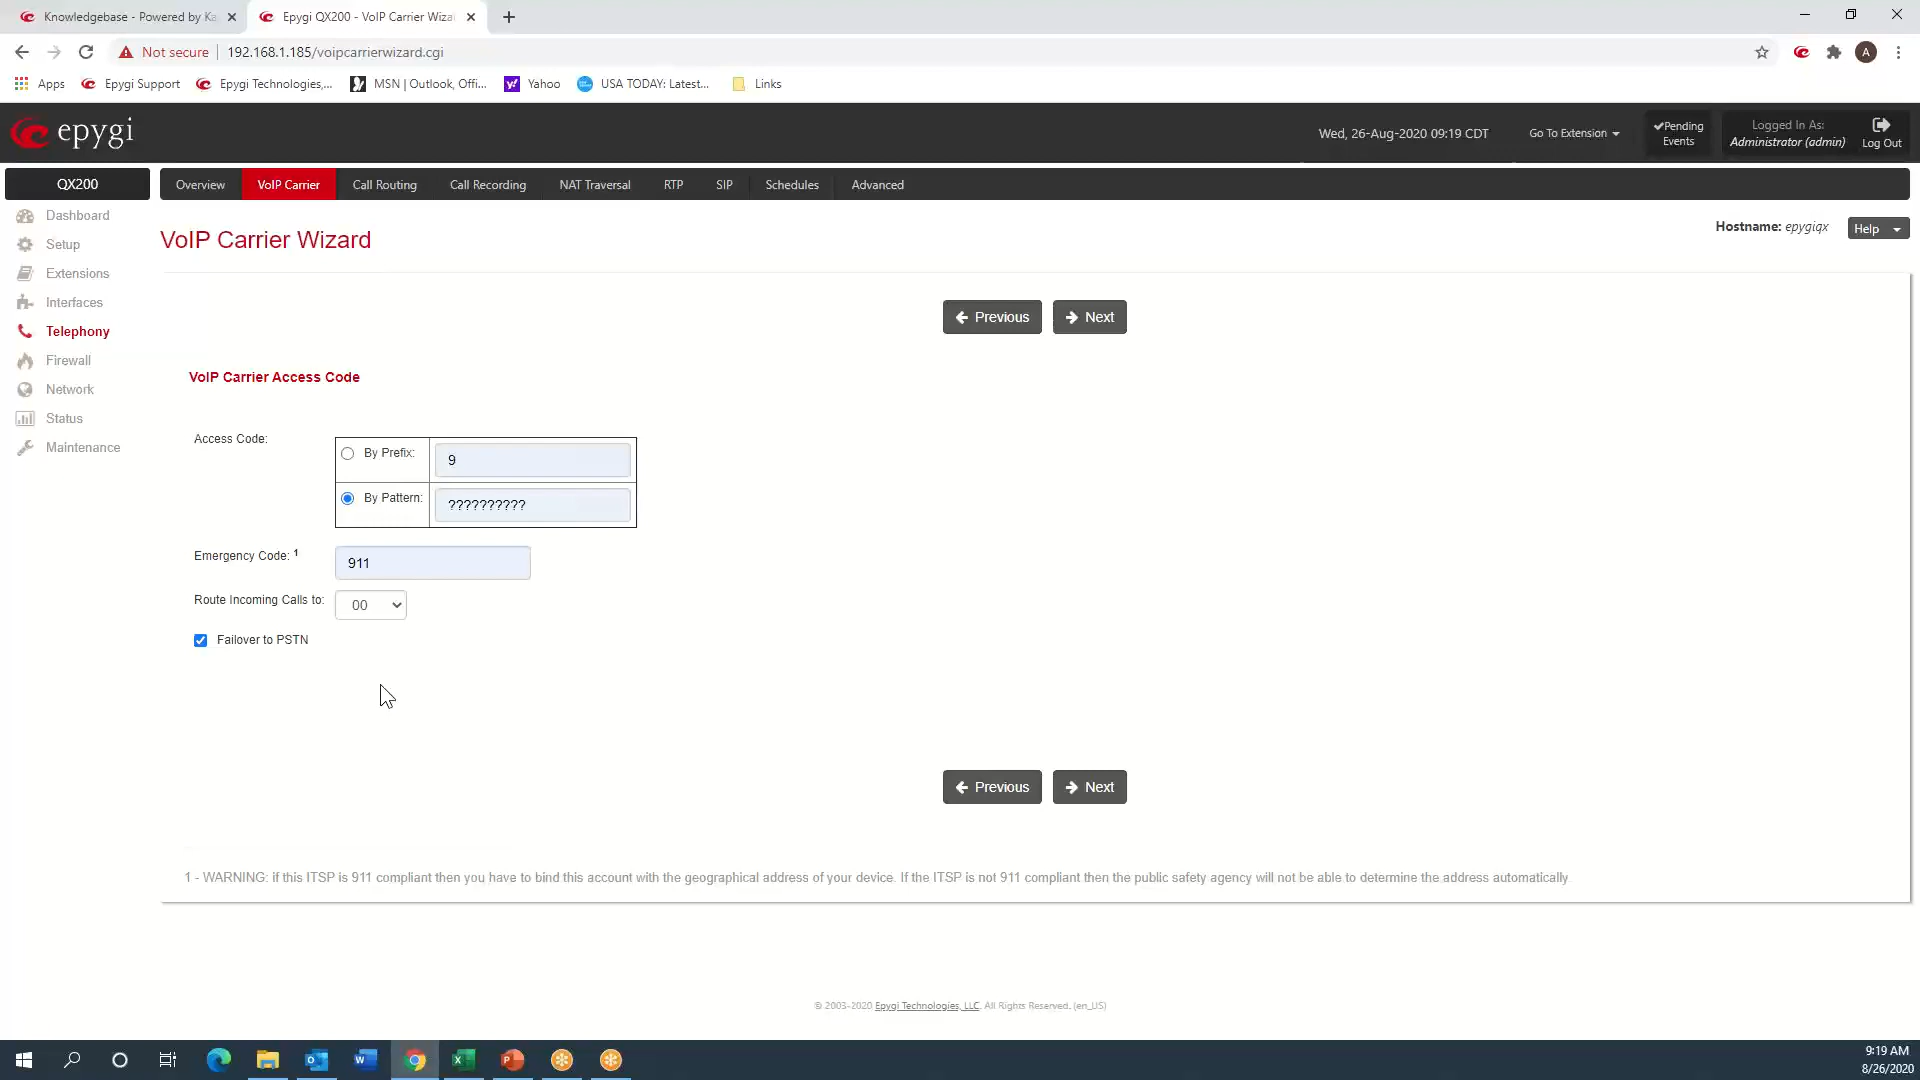 Knowledgebase - Powered by Ka
Epygi QX200 - VoIP Carrier Wiza
Not secure
192.168.1.185/voipcarrierwizard.cgi
A
Apps
Epygi Support
Epygi Technologies,...
MSN | Outlook, Offi...
Yahoo
USA TODAY: Latest...
Links
epygi
Wed, 26-Aug-2020 09:19 CDT
Go To Extension
Pending
Events
Logged In As:
Administrator (admin)
Log Out
QX200
Overview
VoIP Carrier
Call Routing
Call Recording
NAT Traversal
RTP
SIP
Schedules
Advanced
Dashboard
Setup
Extensions
Interfaces
Telephony
Firewall
Network
Status
Maintenance
VoIP Carrier Wizard
Hostname: epygiqx
Help
Previous
Next
VoIP Carrier Access Code
Access Code:
By Prefix:
9
By Pattern:
??????????
Emergency Code: 1
911
Route Incoming Calls to:
00
Failover to PSTN
Previous
Next
1 - WARNING: if this ITSP is 911 compliant then you have to bind this account with the geographical address of your device. If the ITSP is not 911 compliant then the public safety agency will not be able to determine the address automatically.
© 2003-2020 Epygi Technologies, LLC. All Rights Reserved. (en_US)
9:19 AM
8/26/2020